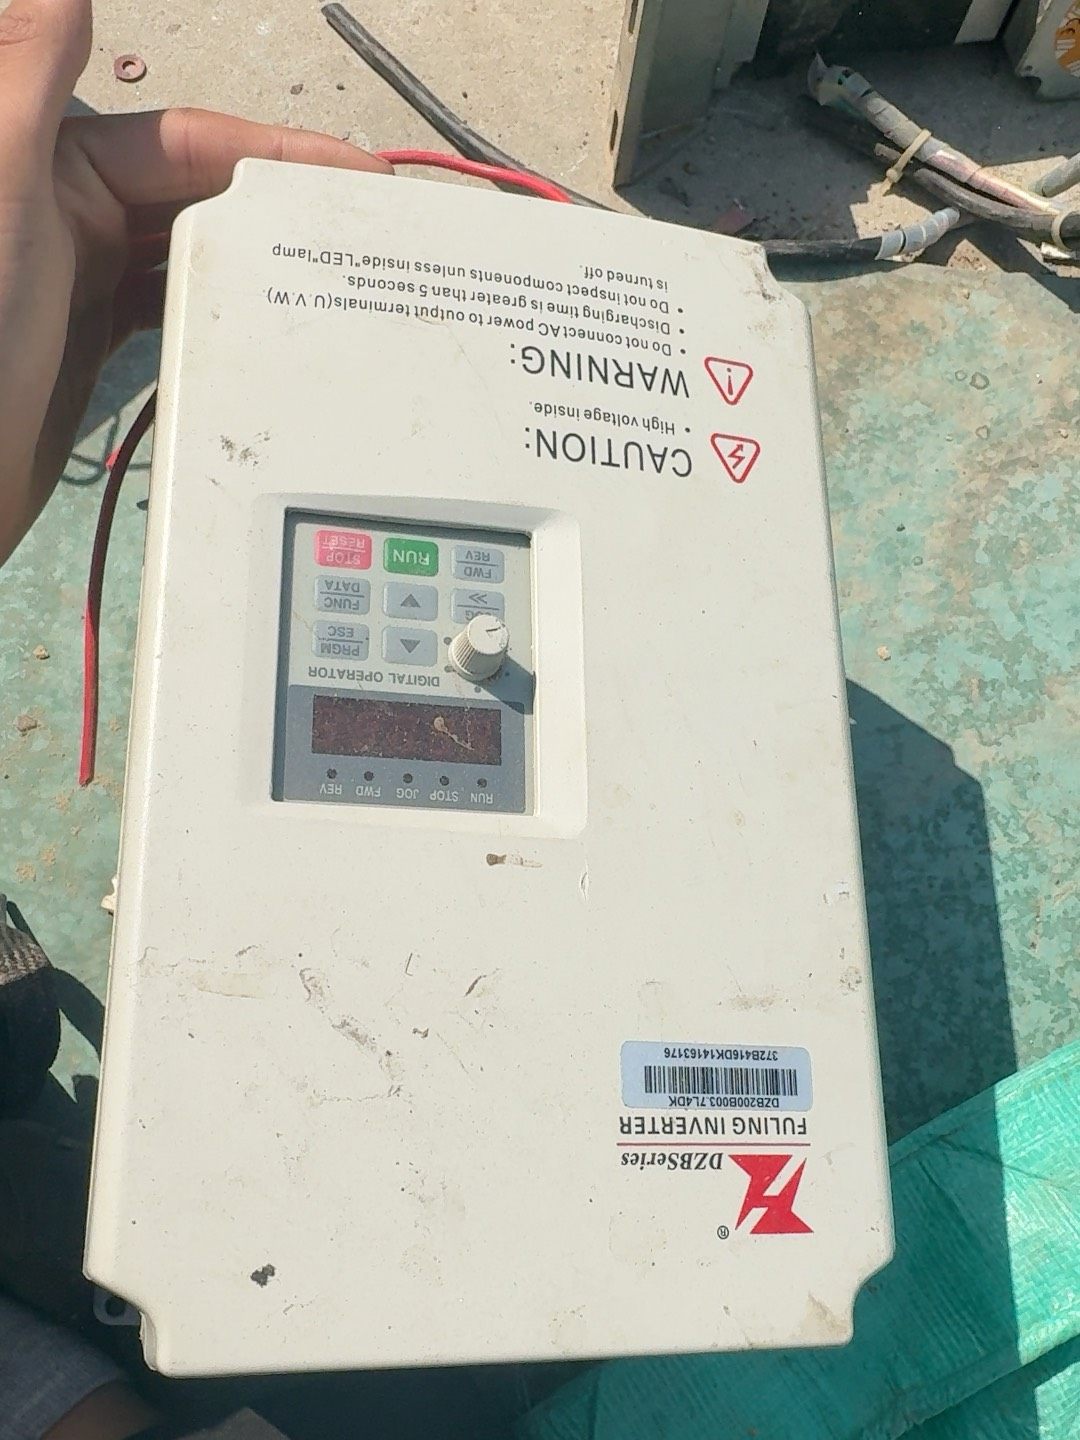 ®
DZBSeries
FULING INVERTER
DZB200B003.7L4DK
372B416DK14163176
RUN STOP JOG FWD REV
DIGITAL OPERATOR
PRGM
ESC
FUNC
DATA
FWD
REV
RUN
STOP
RESET
CAUTION:
• High voltage inside.
WARNING:
• Do not connect AC power to output terminals(U.V.W).
• Discharging time is greater than 5 seconds.
• Do not inspect components unless inside"LED"lamp
is turned off.